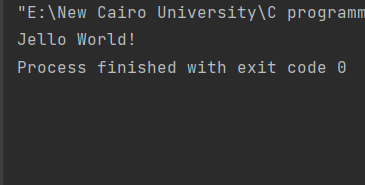 "E:\New Cairo University\C programm
Jello World!
Process finished with exit code 0